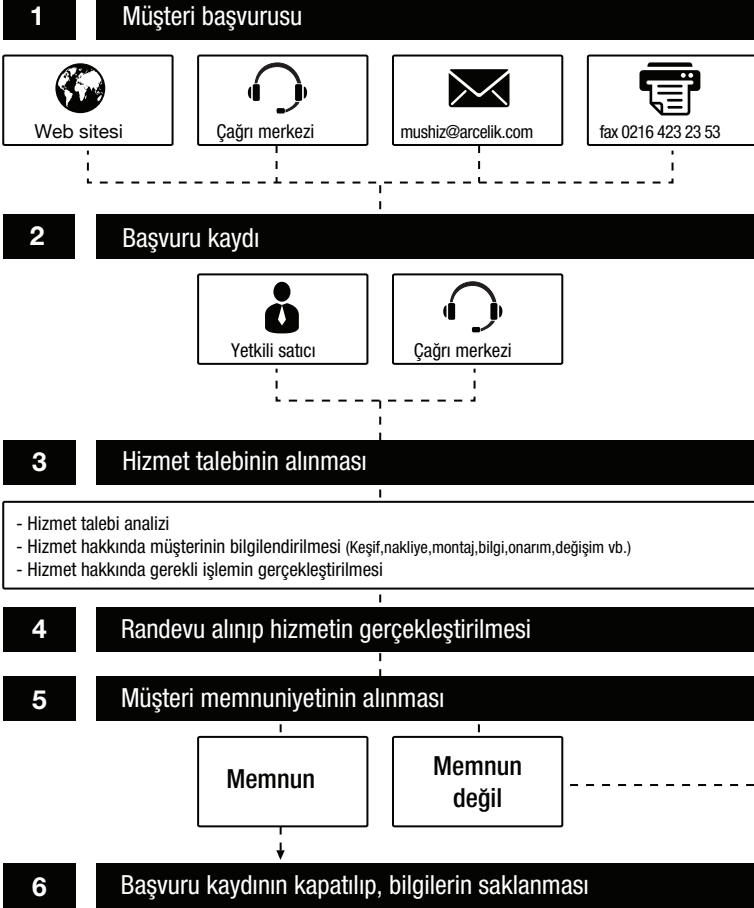 1 Müşteri başvurusu
Web sitesi
Çağrı merkezi
mushiz@arcelik.com
fax 0216 423 23 53
2 Başvuru kaydı
Yetkili satıcı
Çağrı merkezi
3 Hizmet talebinin alınması
- Hizmet talebi analizi
- Hizmet hakkında müşterinin bilgilendirilmesi (Keşif,nakliye,montaj,bilgi,onarım,değişim vb.)
- Hizmet hakkında gerekli işlemin gerçekleştirilmesi
4 Randevu alınıp hizmetin gerçekleştirilmesi
5 Müşteri memnuniyetinin alınması
Memnun
Memnun
değil
6 Başvuru kaydının kapatılıp, bilgilerin saklanması